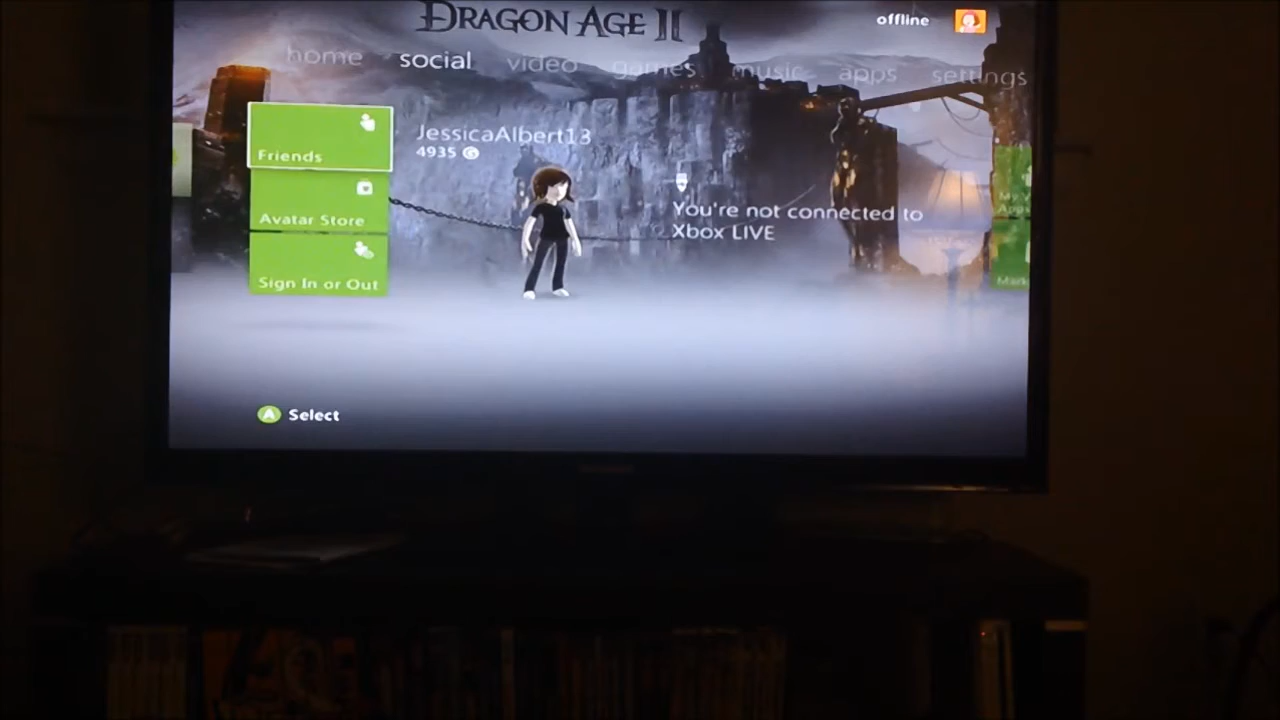 DRAGON AGE II
offline
home social video games music apps settings
Friends
JessicaAlbert13
4935 G
Avatar Store
You're not connected to
Xbox LIVE
Sign In or Out
A Select